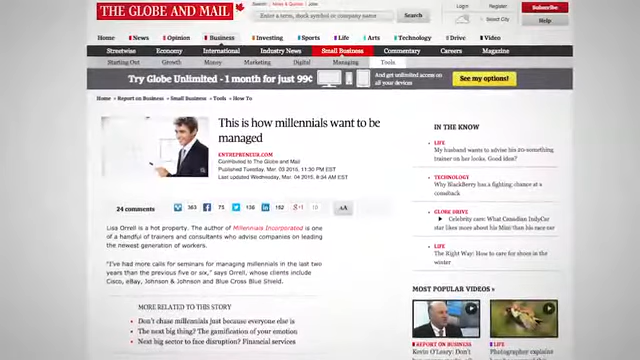 Search: News & Quotes Jobs
THE GLOBE AND MAIL
Enter a term, stock symbol or company name
Search
Login
Select City
Subscribe
Help
Home News Opinion Business Investing Sports Life Arts Technology Drive Video
Streetwise Economy International Industry News Small Business Commentary Careers Magazine
Starting Out Growth Money Marketing Digital Managing Tools
Try Globe Unlimited - 1 month for just 99¢
And get unlimited access on
all your devices
See my options!
Home » Report on Business » Small Business » Tools » How To
This is how millennials want to be
managed
ENTREPRENEUR.COM
Contributed to The Globe and Mail
Published Tuesday, Mar. 03 2015, 11:30 PM EST
Last updated Wednesday, Mar. 04 2015, 8:34 AM EST
24 comments 363 75 136 152 +1 10 AA
Lisa Orrell is a hot property. The author of Millennials Incorporated is one
of a handful of trainers and consultants who advise companies on leading
the newest generation of workers.
"I've had more calls for seminars for managing millennials in the last two
years than the previous five or six," says Orrell, whose clients include
Cisco, eBay, Johnson & Johnson and Blue Cross Blue Shield.
MORE RELATED TO THIS STORY
• Don't chase millennials just because everyone else is
• The next big thing? The gamification of your emotion
• Next big sector to face disruption? Financial services
IN THE KNOW
LIFE
My husband wants to advise his 20-something
trainer on her looks. Good idea?
TECHNOLOGY
Why BlackBerry has a fighting chance at a
comeback
GLOBE DRIVE
Celebrity care: What Canadian IndyCar
star likes more about his Mini than his race car
LIFE
The Right Way: How to care for shoes in the
winter
MOST POPULAR VIDEOS »
REPORT ON BUSINESS
Kevin O'Leary: Don't
LIFE
Photographer explains